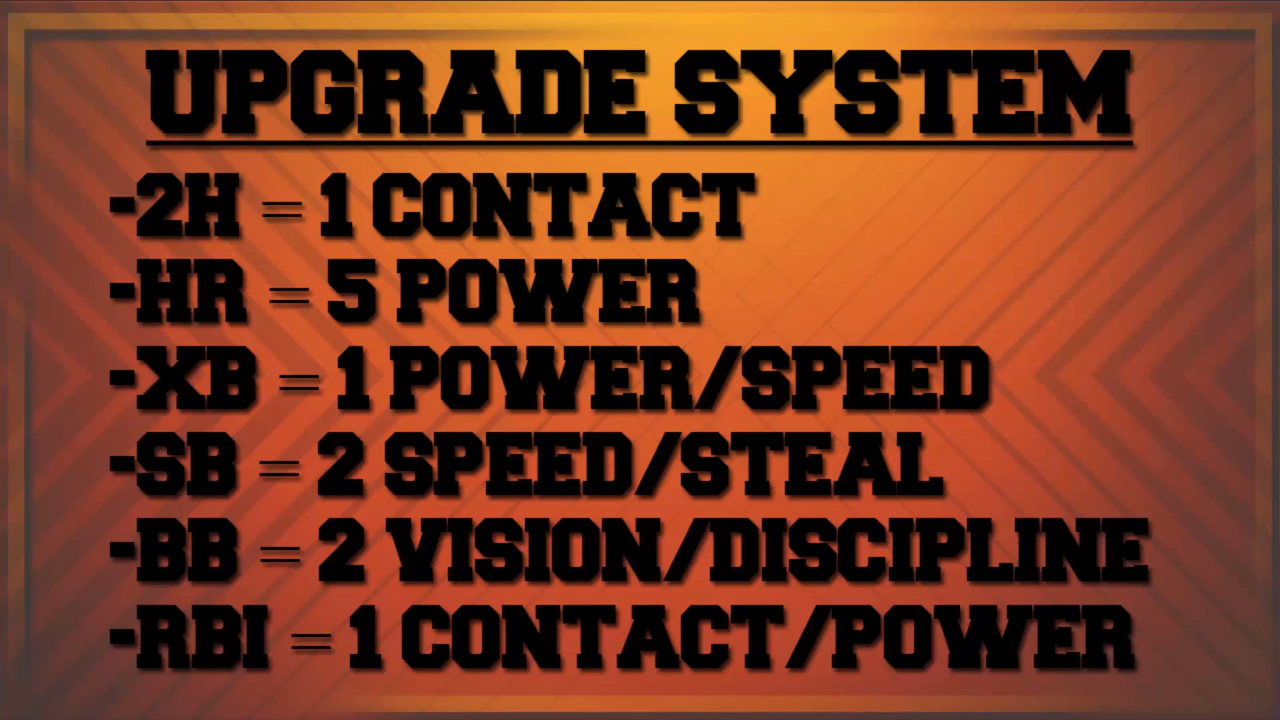 UPGRADE SYSTEM
-2H = 1 CONTACT
-HR = 5 POWER
-XB = 1 POWER/SPEED
-SB = 2 SPEED/STEAL
-BB = 2 VISION/DISCIPLINE
-RBI = 1 CONTACT/POWER